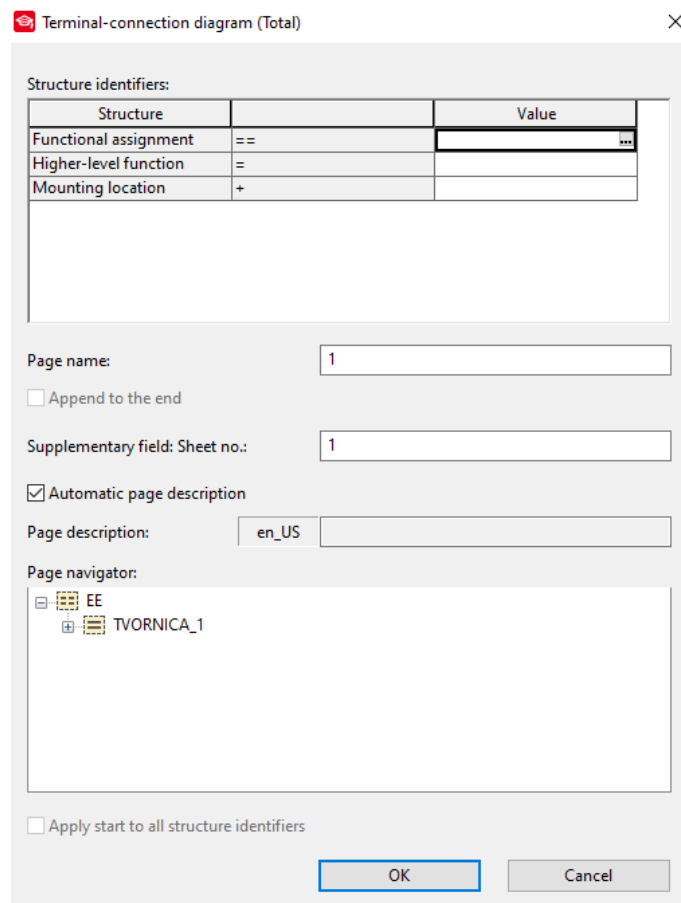 Terminal-connection diagram (Total)
Structure identifiers:
Structure Value
Functional assignment == ...
Higher-level function =
Mounting location +
Page name: 1
Append to the end
Supplementary field: Sheet no.: 1
Automatic page description
Page description: en_US
Page navigator:
EE
TVORNICA_1
Apply start to all structure identifiers
OK Cancel